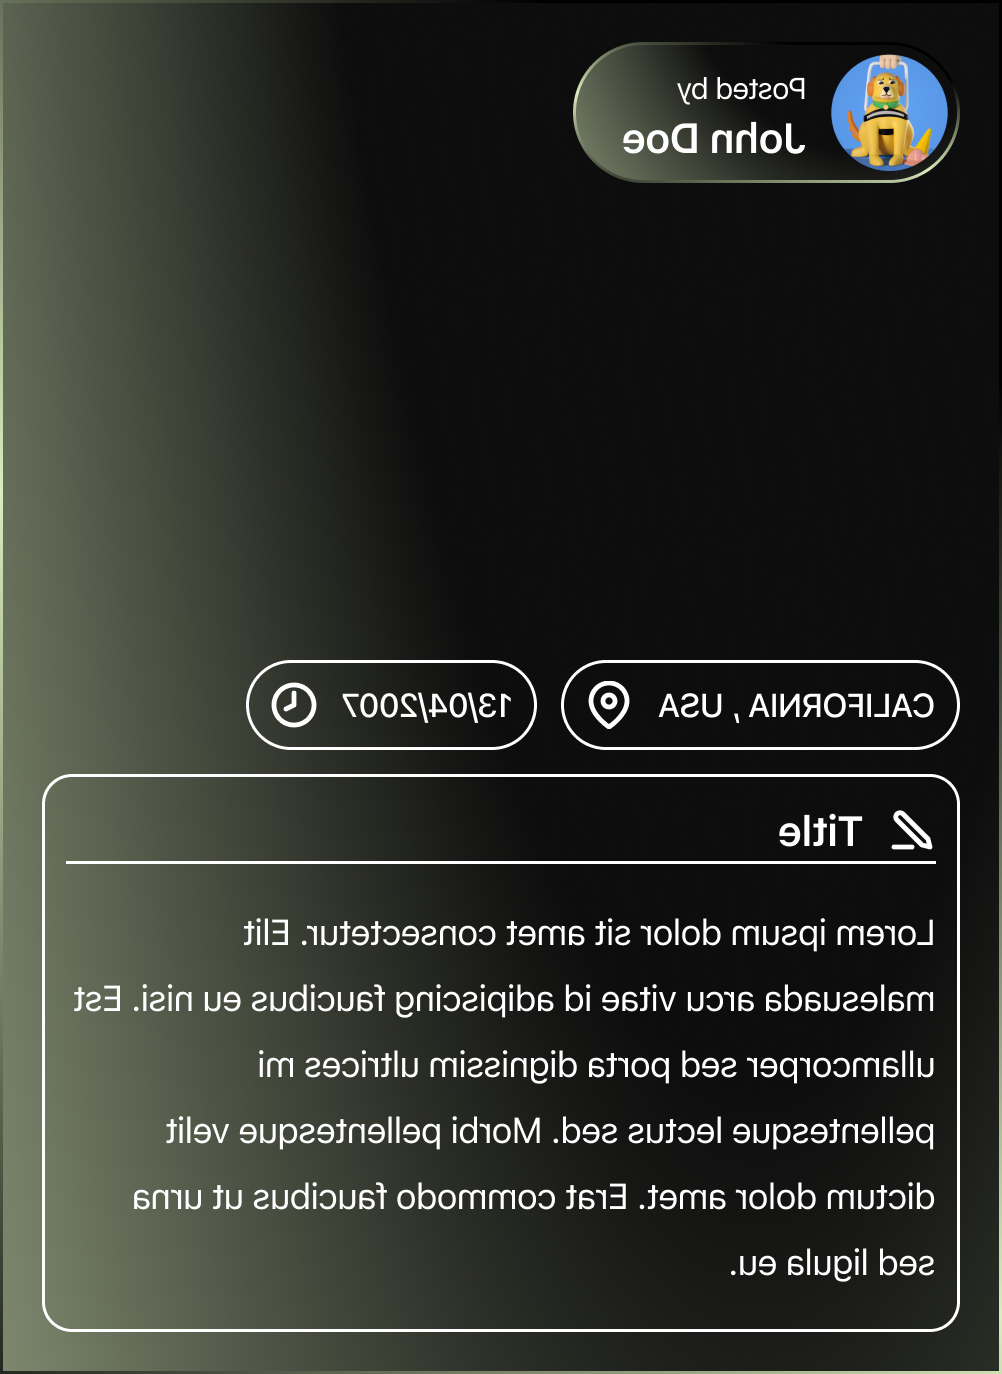 Posted by
John Doe
CALIFORNIA , USA
13/04/2007
Title
Lorem ipsum dolor sit amet consectetur. Elit
malesuada arcu vitae id adipiscing faucibus eu nisi. Est
ullamcorper sed porta dignissim ultrices mi
pellentesque lectus sed. Morbi pellentesque velit
dictum dolor amet. Erat commodo faucibus ut urna
sed ligula eu.